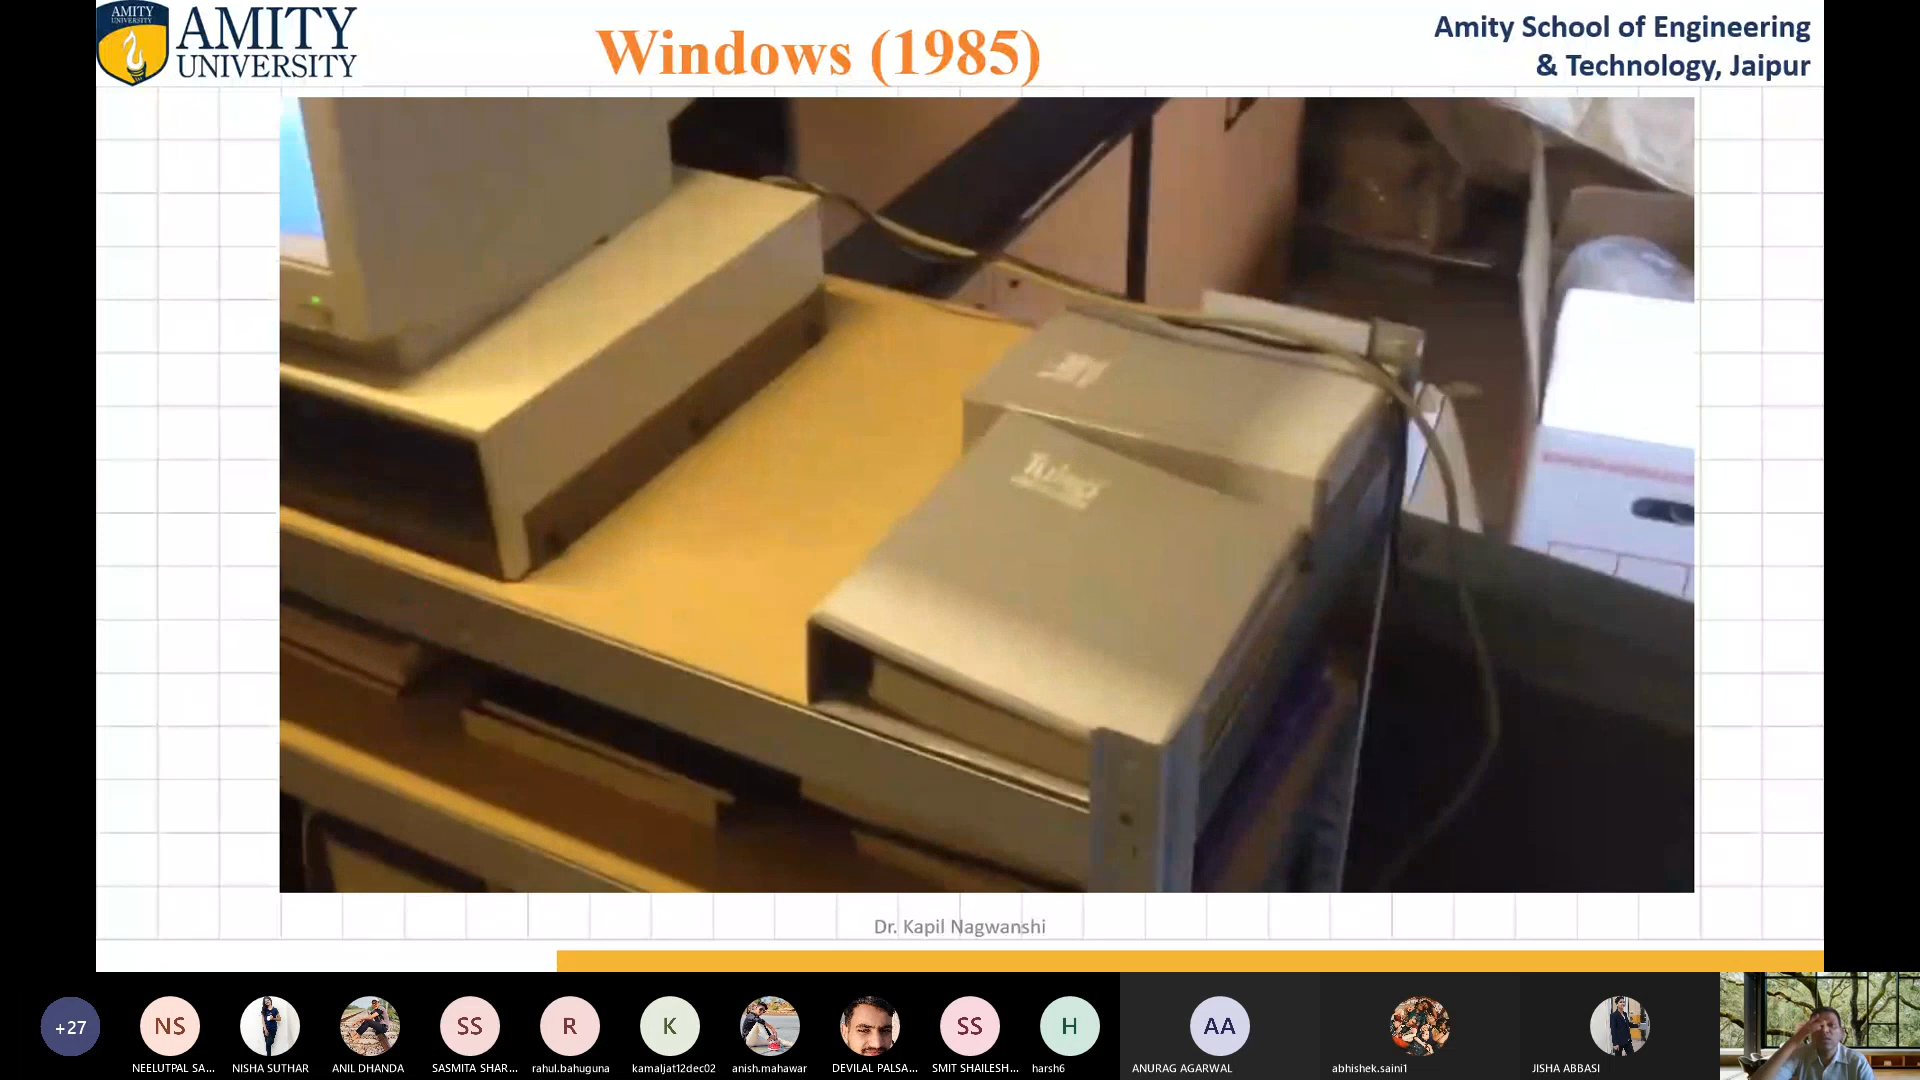 AMITY
UNIVERSITY
AMITY
UNIVERSITY
Windows (1985)
Amity School of Engineering
& Technology, Jaipur
Dr. Kapil Nagwanshi
+27
NS
SS
R
K
SS
H
AA
NEELUTPAL SA...
NISHA SUTHAR
ANIL DHANDA
SASMITA SHAR...
rahul.bahuguna
kamaljat12dec02
anish.mahawar
DEVILAL PALSA...
SMIT SHAILESH...
harsh6
ANURAG AGARWAL
abhishek.saini1
JISHA ABBASI